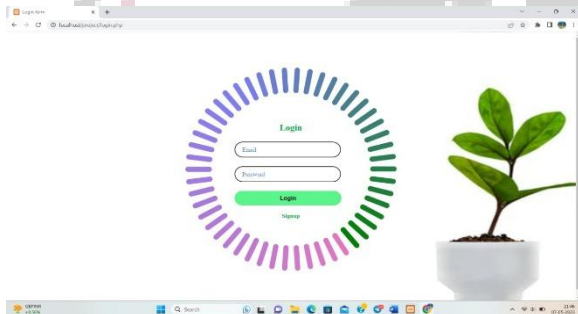 Login form
localhost/project/login.php
Login
Email
Password
Login
Signup
Search